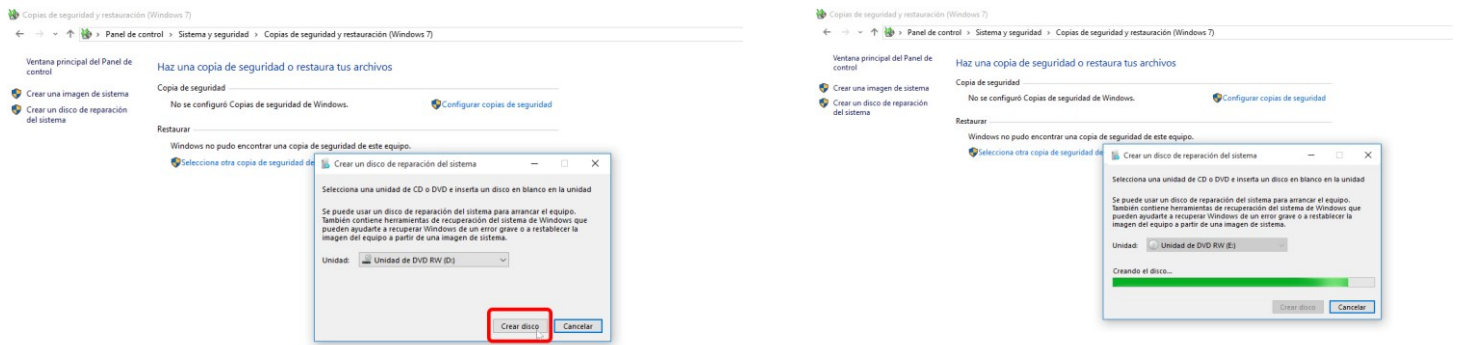 Copias de seguridad y restauración (Windows 7)
Panel de control > Sistema y seguridad > Copias de seguridad y restauración (Windows 7)
Ventana principal del Panel de
control
Crear una imagen de sistema
Crear un disco de reparación
del sistema
Haz una copia de seguridad o restaura tus archivos
Copia de seguridad
No se configuró Copias de seguridad de Windows.
Configurar copias de seguridad
Restaurar
Windows no pudo encontrar una copia de seguridad de este equipo.
Selecciona otra copia de seguridad de
Crear un disco de reparación del sistema
Selecciona una unidad de CD o DVD e inserta un disco en blanco en la unidad
Se puede usar un disco de reparación del sistema para arrancar el equipo.
También contiene herramientas de recuperación del sistema de Windows que
pueden ayudarte a recuperar Windows de un error grave o a restablecer la
imagen del equipo a partir de una imagen de sistema.
Unidad: Unidad de DVD RW (D:)
Crear disco Cancelar
Copias de seguridad y restauración (Windows 7)
Panel de control > Sistema y seguridad > Copias de seguridad y restauración (Windows 7)
Ventana principal del Panel de
control
Crear una imagen de sistema
Crear un disco de reparación
del sistema
Haz una copia de seguridad o restaura tus archivos
Copia de seguridad
No se configuró Copias de seguridad de Windows.
Configurar copias de seguridad
Restaurar
Windows no pudo encontrar una copia de seguridad de este equipo.
Selecciona otra copia de seguridad de
Crear un disco de reparación del sistema
Selecciona una unidad de CD o DVD e inserta un disco en blanco en la unidad
Se puede usar un disco de reparación del sistema para arrancar el equipo.
También contiene herramientas de recuperación del sistema de Windows que
pueden ayudarte a recuperar Windows de un error grave o a restablecer la
imagen del equipo a partir de una imagen de sistema.
Unidad: Unidad de DVD RW (E:)
Creando el disco...
Crear disco Cancelar